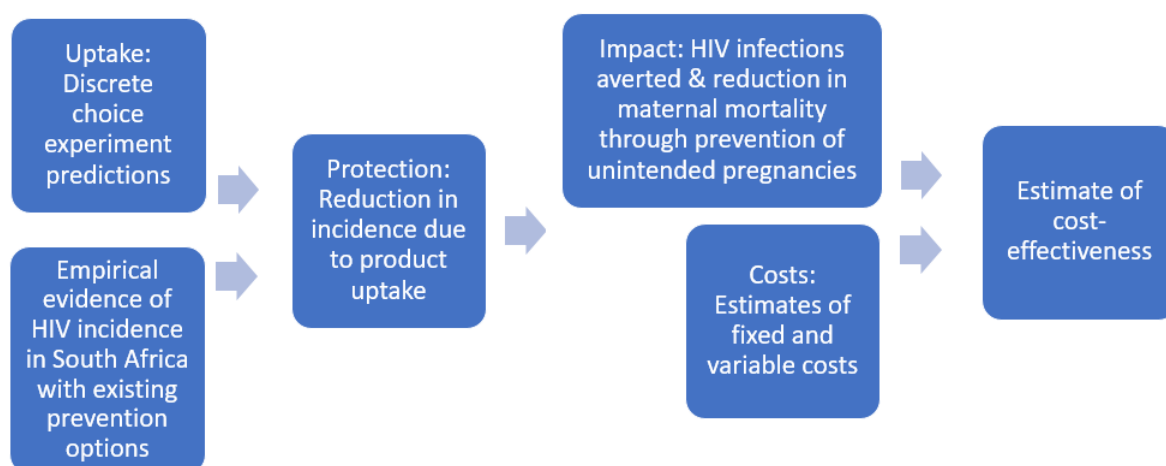 Uptake:
Discrete
choice
experiment
predictions
Empirical
evidence of
HIV incidence
in South Africa
with existing
prevention
options
Protection:
Reduction in
incidence due
to product
uptake
Impact: HIV infections
averted & reduction in
maternal mortality
through prevention of
unintended pregnancies
Costs:
Estimates of
fixed and
variable costs
Estimate of
cost-
effectiveness